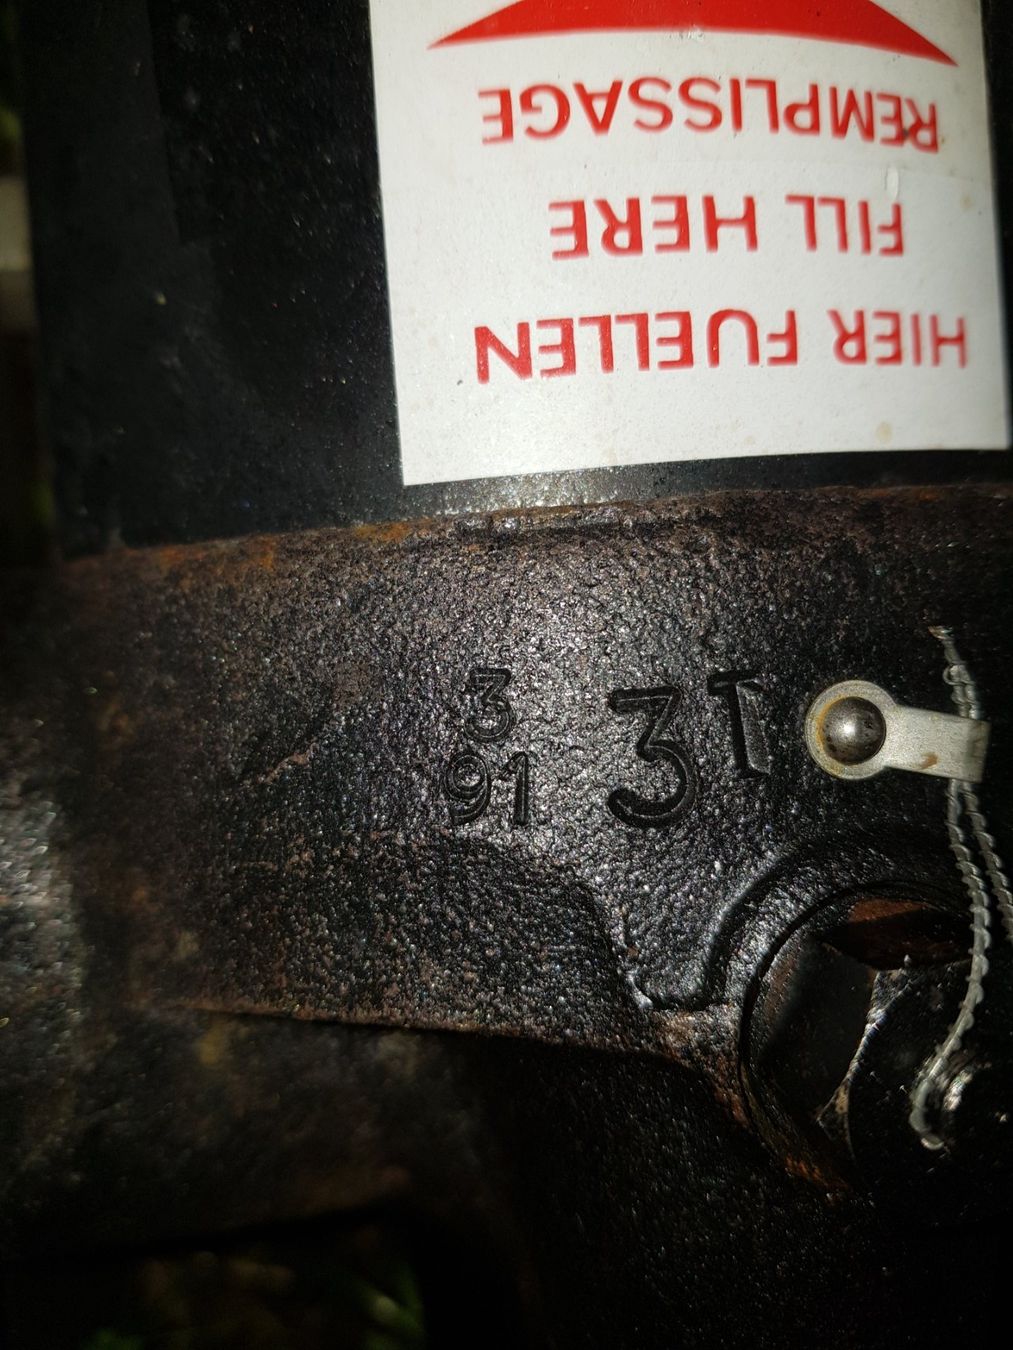 HIER FUELLEN
FILL HERE
REMPLISSAGE
3
91
3T